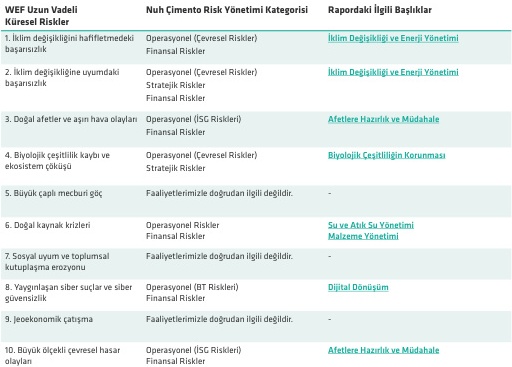 WEF Uzun Vadeli
Küresel Riskler
Nuh Çimento Risk Yönetimi Kategorisi
Rapordaki İlgili Başlıklar
1. İklim değişikliğini hafifletmedeki
başarısızlık
Operasyonel (Çevresel Riskler)
Finansal Riskler
İklim Değişikliği ve Enerji Yönetimi
2. İklim değişikliğine uyumdaki
başarısızlık
Operasyonel (Çevresel Riskler)
Stratejik Riskler
Finansal Riskler
İklim Değişikliği ve Enerji Yönetimi
3. Doğal afetler ve aşırı hava olayları
Operasyonel (İSG Riskleri)
Finansal Riskler
Afetlere Hazırlık ve Müdahale
4. Biyolojik çeşitlilik kaybı ve
ekosistem çöküşü
Operasyonel (Çevresel Riskler)
Stratejik Riskler
Biyolojik Çeşitliliğin Korunması
5. Büyük çaplı mecburi göç
Faaliyetlerimizle doğrudan ilgili değildir.
-
6. Doğal kaynak krizleri
Operasyonel Riskler
Finansal Riskler
Su ve Atık Su Yönetimi
Malzeme Yönetimi
7. Sosyal uyum ve toplumsal
kutuplaşma erozyonu
Faaliyetlerimizle doğrudan ilgili değildir.
-
8. Yaygınlaşan siber suçlar ve siber
güvensizlik
Operasyonel (BT Riskleri)
Finansal Riskler
Dijital Dönüşüm
9. Jeoekonomik çatışma
Faaliyetlerimizle doğrudan ilgili değildir.
-
10. Büyük ölçekli çevresel hasar
olayları
Operasyonel (İSG Riskleri)
Finansal Riskler
Afetlere Hazırlık ve Müdahale